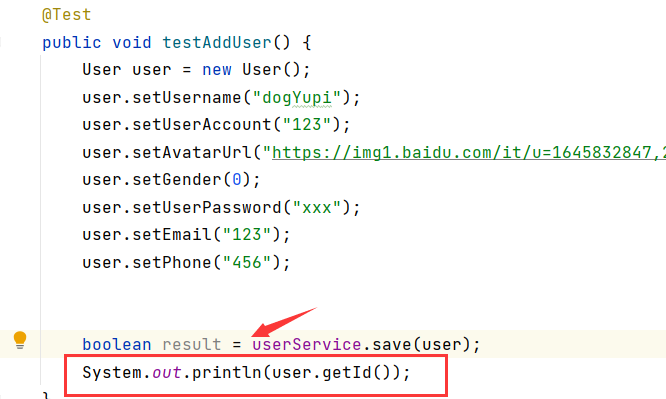 @Test
public void testAddUser() {
User user = new User();
user.setUsername("dogYupi");
user.setUserAccount("123");
user.setAvatarUrl("https://img1.baidu.com/it/u=1645832847,2
user.setGender(0);
user.setUserPassword("xxx");
user.setEmail("123");
user.setPhone("456");
boolean result = userService.save(user);
System.out.println(user.getId());
}